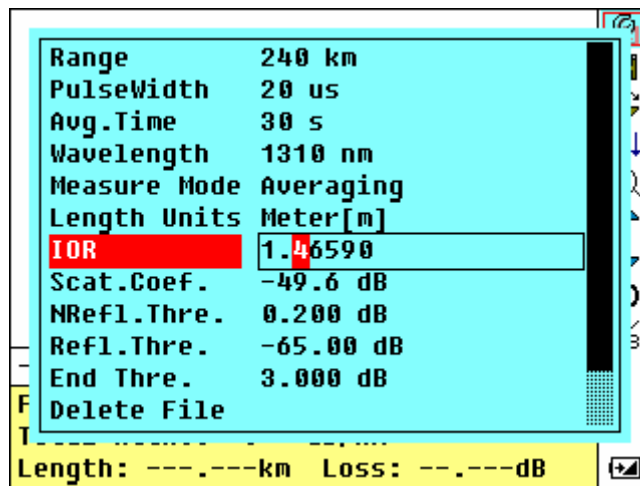 Range 240 km
PulseWidth 20 us
Avg.Time 30 s
Wavelength 1310 nm
Measure Mode Averaging
Length Units Meter[m]
IOR 1.46590
Scat.Coef. -49.6 dB
NRefl.Thre. 0.200 dB
Refl.Thre. -65.00 dB
End Thre. 3.000 dB
Delete File
Length: ---.---km Loss: --.---dB